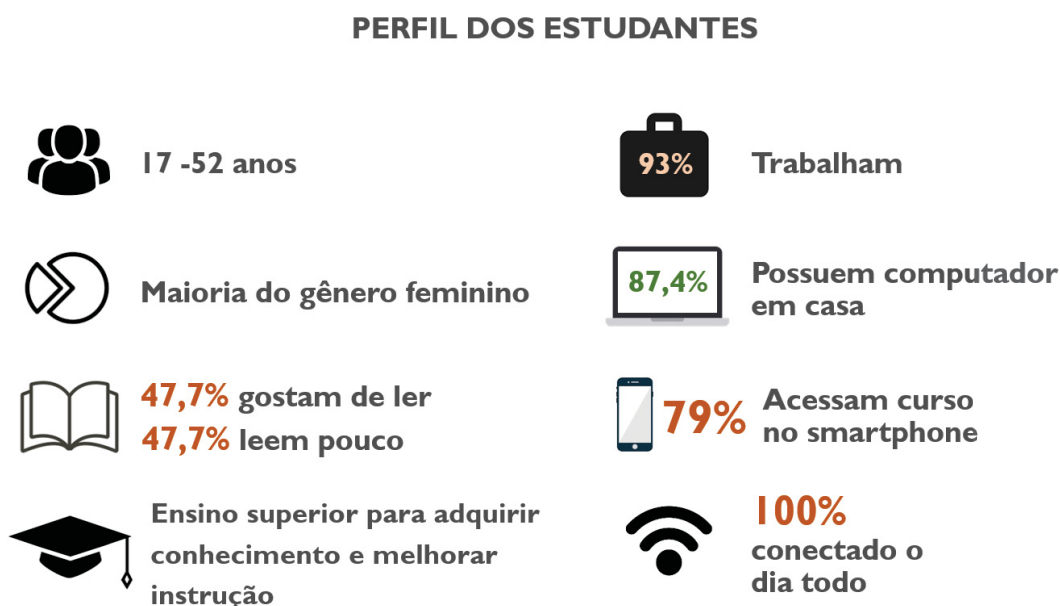 PERFIL DOS ESTUDANTES
17 -52 anos
Maioria do gênero feminino
47,7% gostam de ler
47,7% leem pouco
Ensino superior para adquirir
conhecimento e melhorar
instrução
93%
Trabalham
87,4%
Possuem computador
em casa
79%
Acessam curso
no smartphone
100%
conectado o
dia todo